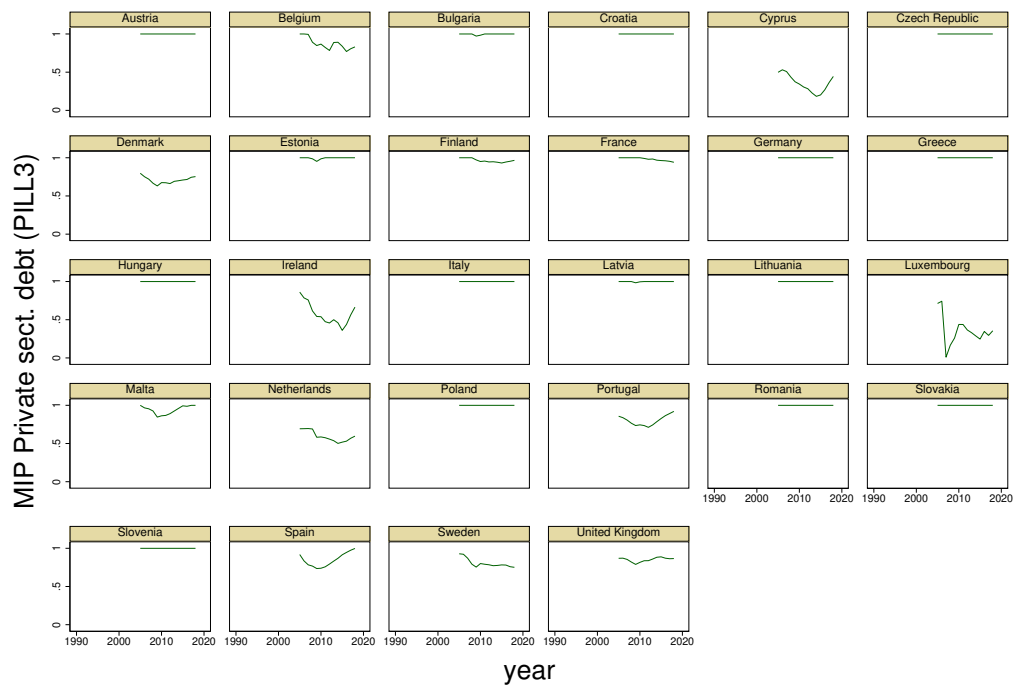 MIP Private sect. debt (PILL3)
Austria Belgium Bulgaria Croatia Cyprus Czech Republic
1
.5
0
Denmark Estonia Finland France Germany Greece
1
.5
0
Hungary Ireland Italy Latvia Lithuania Luxembourg
1
.5
0
Malta Netherlands Poland Portugal Romania Slovakia
1
.5
0
1990 2000 2010 2020 1990 2000 2010 2020
Slovenia Spain Sweden United Kingdom
1
.5
0
1990 2000 2010 2020 1990 2000 2010 2020 1990 2000 2010 2020 1990 2000 2010 2020
year